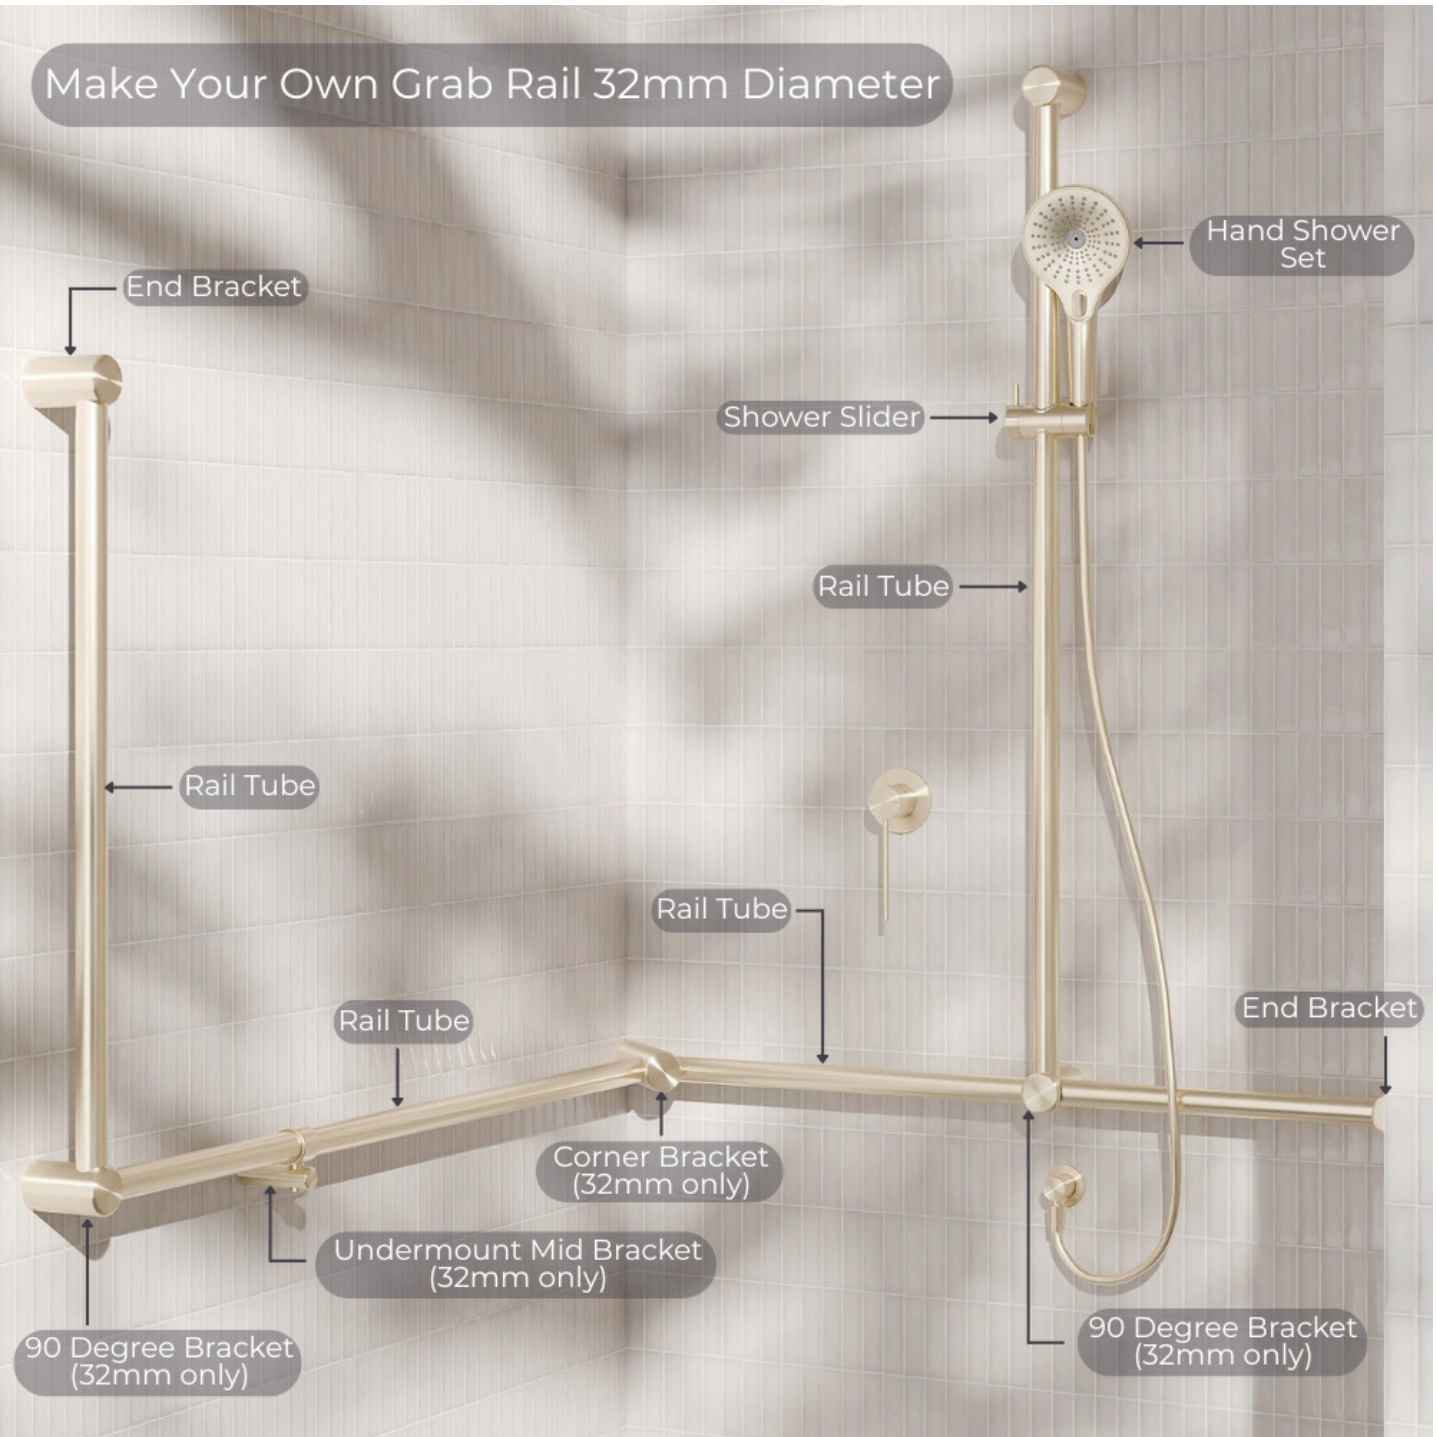 Make Your Own Grab Rail 32mm Diameter
Hand Shower
Set
End Bracket
Shower Slider
Rail Tube
Rail Tube
Rail Tube
End Bracket
Rail Tube
Corner Bracket
(32mm only)
Undermount Mid Bracket
(32mm only)
90 Degree Bracket
(32mm only)
90 Degree Bracket
(32mm only)